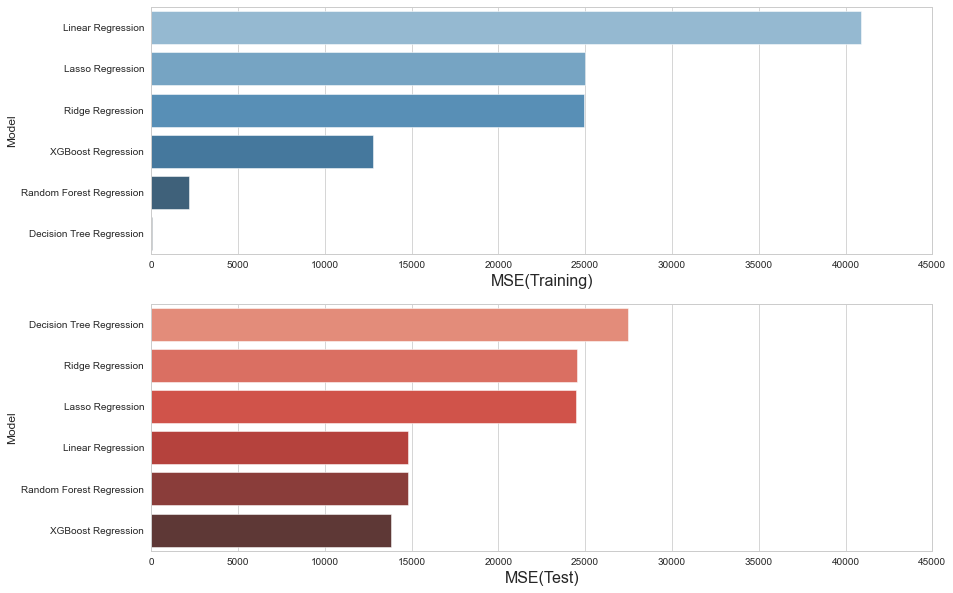 Model
Linear Regression
Lasso Regression
Ridge Regression
XGBoost Regression
Random Forest Regression
Decision Tree Regression
0 5000 10000 15000 20000 25000 30000 35000 40000 45000
MSE(Training)
Model
Decision Tree Regression
Ridge Regression
Lasso Regression
Linear Regression
Random Forest Regression
XGBoost Regression
0 5000 10000 15000 20000 25000 30000 35000 40000 45000
MSE(Test)